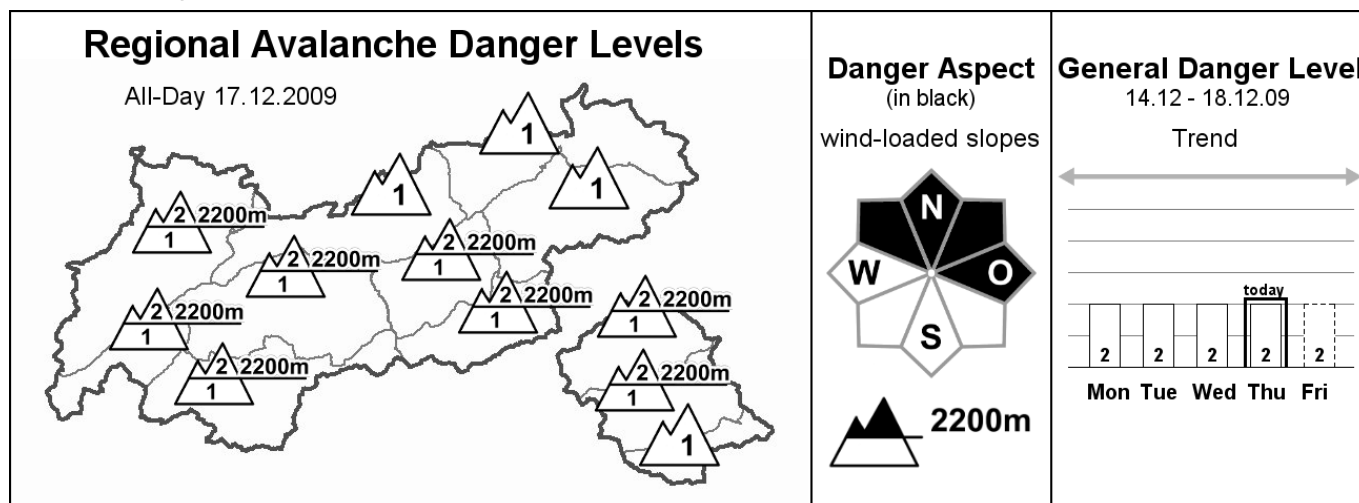 Regional Avalanche Danger Levels
All-Day 17.12.2009
1
1
1
2 2200m
1
2 2200m
1
2 2200m
1
2 2200m
1
2 2200m
1
2 2200m
1
2 2200m
1
2 2200m
1
1
Danger Aspect
(in black)
wind-loaded slopes
N
W
O
S
2200m
General Danger Level
14.12 - 18.12.09
Trend
today
2 2 2 2 2
Mon Tue Wed Thu Fri